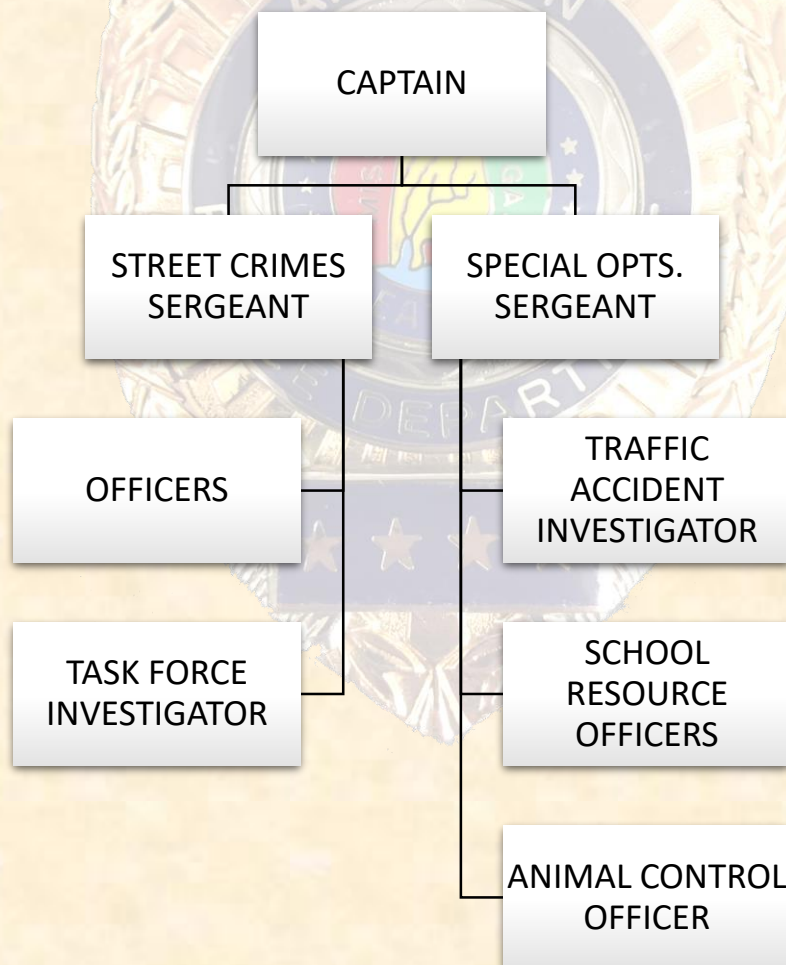 CAPTAIN
STREET CRIMES
SERGEANT
SPECIAL OPTS.
SERGEANT
OFFICERS
TRAFFIC
ACCIDENT
INVESTIGATOR
TASK FORCE
INVESTIGATOR
SCHOOL
RESOURCE
OFFICERS
ANIMAL CONTROL
OFFICER